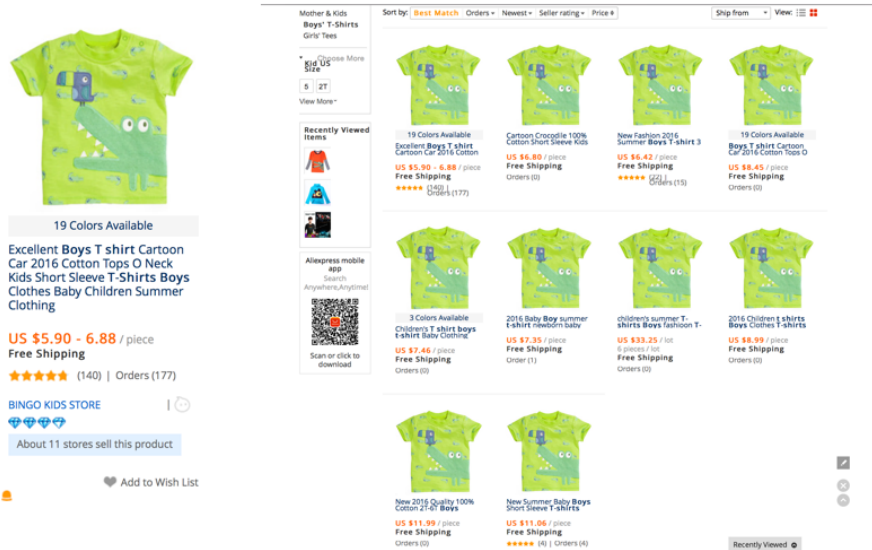 19 Colors Available
Excellent Boys T shirt Cartoon
Car 2016 Cotton Tops O Neck
Kids Short Sleeve T-Shirts Boys
Clothes Baby Children Summer
Clothing
US $5.90 - 6.88 / piece
Free Shipping
(140) | Orders (177)
BINGO KIDS STORE
About 11 stores sell this product
Add to Wish List
Mother & Kids
Boys' T-Shirts
Girls' Tees
Choose More
Kid US
Size
5 2T
View More
Recently Viewed
Items
Aliexpress mobile
app
Search
Anywhere,Anytime!
Scan or click to
download
Sort by: Best Match Orders Newest Seller rating Price Ship from View:
19 Colors Available
Excellent Boys T shirt
Cartoon Car 2016 Cotton
US $5.90 - 6.88 / piece
Free Shipping
(140) |
Orders (177)
Cartoon Crocodile 100%
Cotton Short Sleeve Kids
US $6.80 / piece
Free Shipping
Orders (0)
New Fashion 2016
Summer Boys T-shirt 3
US $6.42 / piece
Free Shipping
(22) |
Orders (15)
19 Colors Available
Boys T shirt Cartoon
Car 2016 Cotton Tops O
US $8.45 / piece
Free Shipping
Orders (0)
3 Colors Available
Children's T shirt boys
t-shirt Baby Clothing
US $7.46 / piece
Free Shipping
Orders (0)
2016 Baby Boy summer
t-shirt newborn baby
US $7.35 / piece
Free Shipping
Order (1)
children's summer T-
shirts Boys fashioon T-
US $33.25 / lot
6 pieces / lot
Free Shipping
Orders (0)
2016 Children t shirts
Boys Clothes T-shirts
US $8.99 / piece
Free Shipping
Orders (0)
New 2016 Quality 100%
Cotton 2T-6T Boys
US $11.99 / piece
Free Shipping
Orders (0)
New Summer Baby Boys
Short Sleeve T-shirts
US $11.06 / piece
Free Shipping
(4) | Orders (4)
Recently Viewed